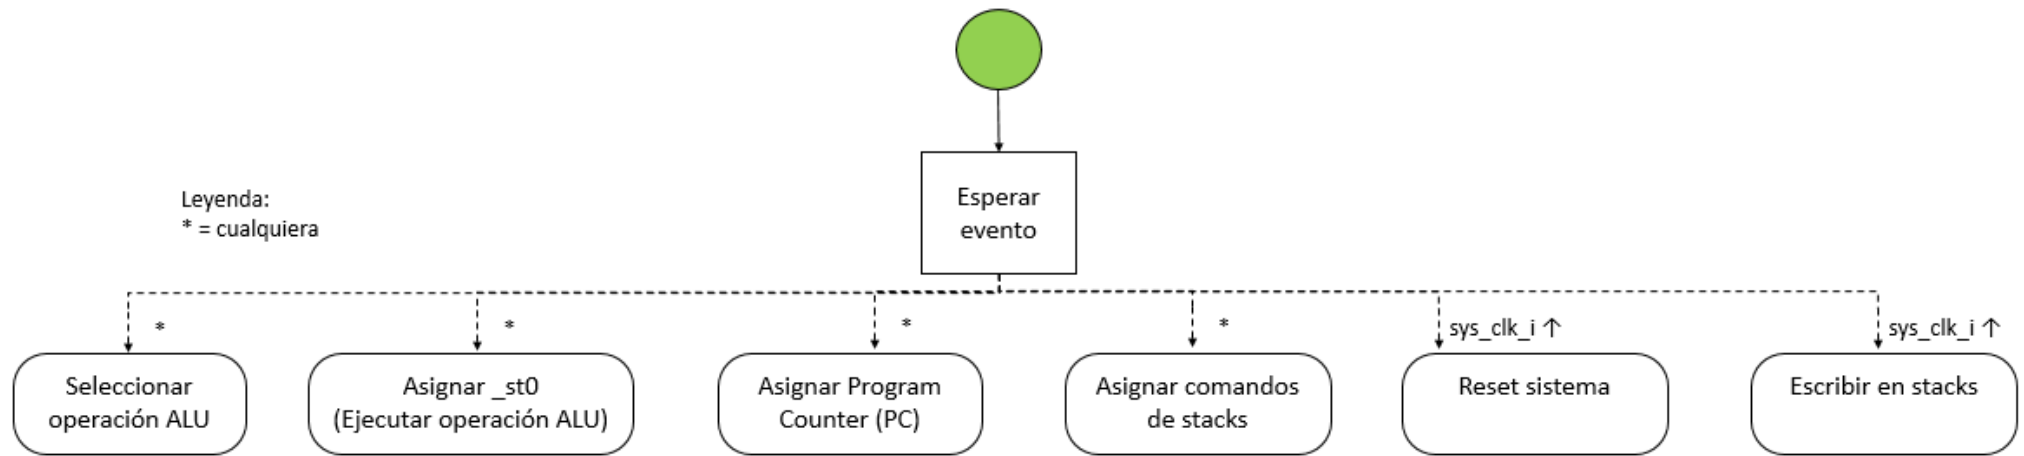 Esperar
evento
Leyenda:
* = cualquiera
*
*
*
*
sys_clk_i ↑
sys_clk_i ↑
Seleccionar
operación ALU
Asignar _st0
(Ejecutar operación ALU)
Asignar Program
Counter (PC)
Asignar comandos
de stacks
Reset sistema
Escribir en stacks